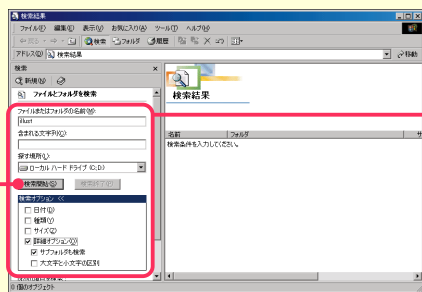 検索結果
ファイル(F) 編集(E) 表示(V) お気に入り(A) ツール(T) ヘルプ(H)
戻る 検索 フォルダ 履歴
アドレス(D) 検索結果 移動
検索
新規(N)
ファイルとフォルダを検索
検索結果
ファイルまたはフォルダの名前(M):
illust
含まれる文字列(C):
探す場所(L):
ローカル ハード ドライブ (C:D:)
検索開始(S) 検索中止(P)
検索オプション <<
日付(D)
種類(Y)
サイズ(Z)
詳細オプション(O)
サブフォルダも検索
大文字と小文字の区別
名前 フォルダ サ
検索条件を入力してください。
0 個のオブジェクト